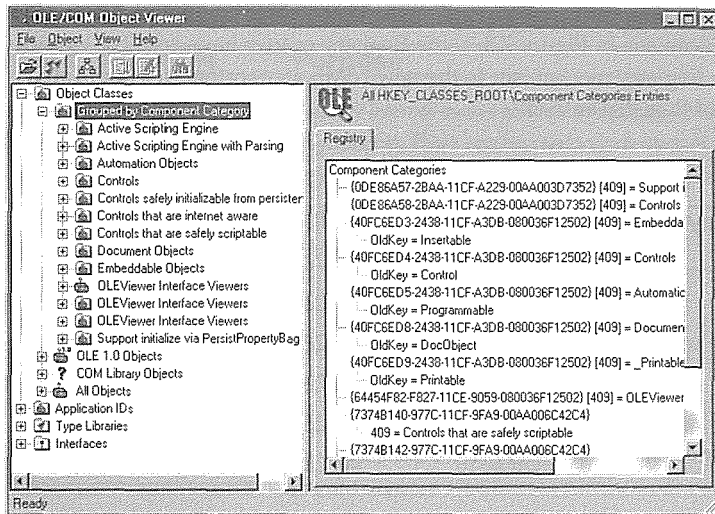 OLE/COM Object Viewer
File Object View Help
Object Classes
Grouped by Component Category
Active Scripting Engine
Active Scripting Engine with Parsing
Automation Objects
Controls
Controls safely initializable from persister
Controls that are internet aware
Controls that are safely scriptable
Document Objects
Embeddable Objects
OLEViewer Interface Viewers
OLEViewer Interface Viewers
OLEViewer Interface Viewers
Support initialize via PersistPropertyBag
OLE 1.0 Objects
? COM Library Objects
All Objects
Application IDs
Type Libraries
Interfaces
Ready
OLE
All HKEY_CLASSES_ROOT\Component Categories Entries
Registry
Component Categories
{0DE86A57-2BAA-11CF-A229-00AA003D7352} [409] = Support i
{0DE86A58-2BAA-11CF-A229-00AA003D7352} [409] = Controls
{40FC6ED3-2438-11CF-A3DB-080036F12502} [409] = Embedda
OldKey = Insertable
{40FC6ED4-2438-11CF-A3DB-080036F12502} [409] = Controls
OldKey = Control
{40FC6ED5-2438-11CF-A3DB-080036F12502} [409] = Automatic
OldKey = Programmable
{40FC6ED8-2438-11CF-A3DB-080036F12502} [409] = Documen
OldKey = DocObject
{40FC6ED9-2438-11CF-A3DB-080036F12502} [409] = _Printable
OldKey = Printable
{64454F82-F827-11CE-9059-080036F12502} [409] = OLEViewer
{7374B140-977C-11CF-9FA9-00AA006C42C4}
409 = Controls that are safely scriptable
{7374B142-977C-11CF-9FA9-00AA006C42C4}